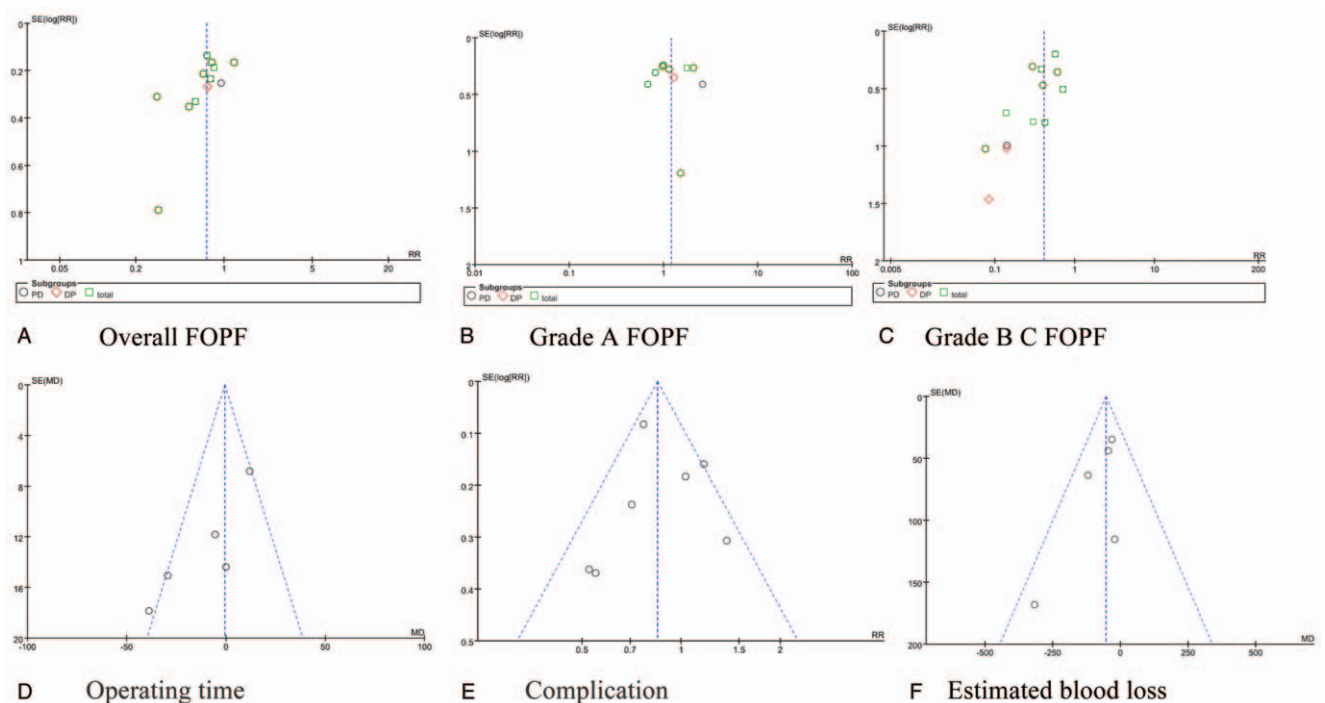 SE(log[RR])
0
0.2
0.4
0.6
0.8
1
0.05
0.2
1
5
20
RR
Subgroups
PD
DP
total
A Overall FOPF
SE(log[RR])
0
0.5
1
1.5
2
0.01
0.1
1
10
100
RR
Subgroups
PD
DP
total
B Grade A FOPF
SE(log[RR])
0
0.5
1
1.5
2
0.005
0.1
1
10
200
RR
Subgroups
PD
DP
total
C Grade B C FOPF
SE(MD)
0
4
8
12
16
20
-100
-50
0
50
100
MD
D Operating time
SE(log[RR])
0
0.1
0.2
0.3
0.4
0.5
0.5
0.7
1
1.5
2
RR
E Complication
SE(MD)
0
50
100
150
200
-500
-250
0
250
500
MD
F Estimated blood loss